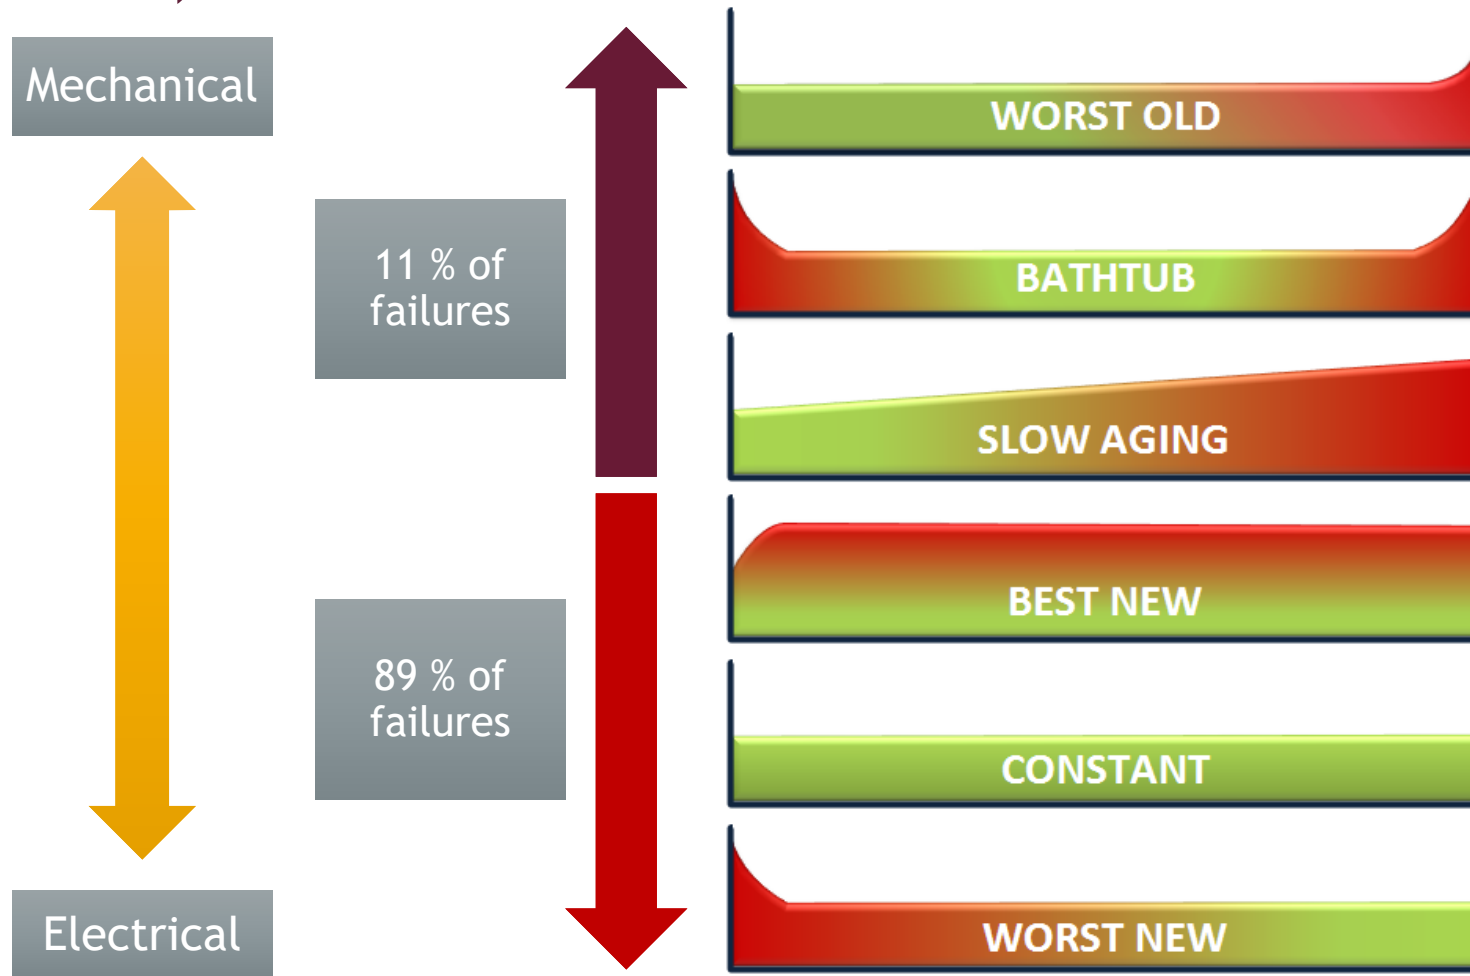 Mechanical
11 % of
failures
89 % of
failures
Electrical
WORST OLD
BATHTUB
SLOW AGING
BEST NEW
CONSTANT
WORST NEW